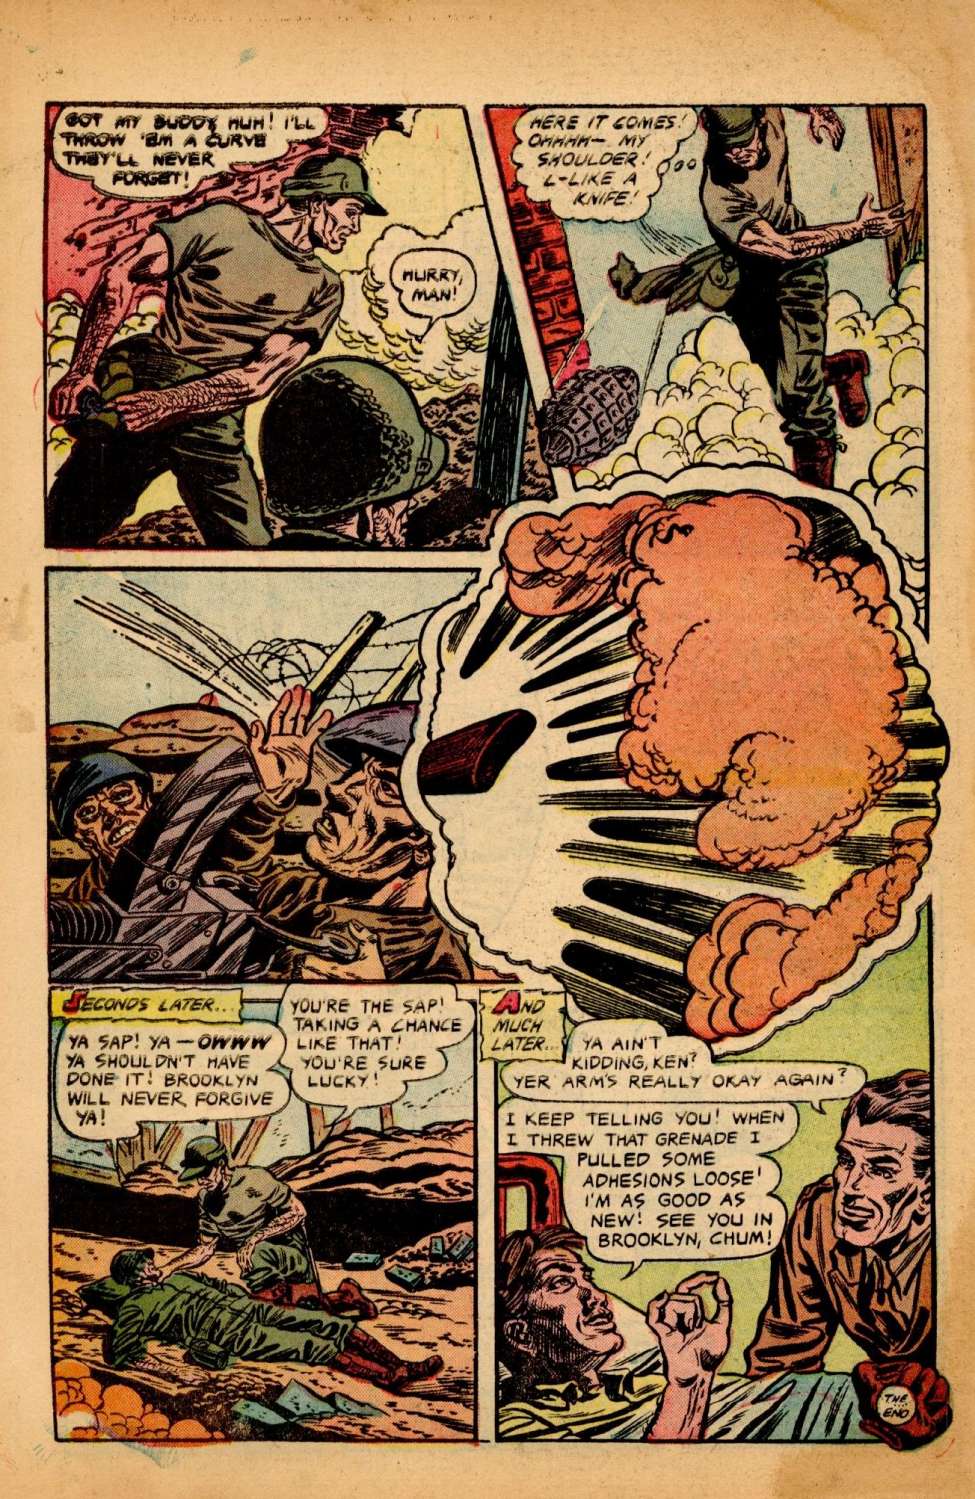 GOT MY BUDDY, HUH! I'LL
THROW 'EM A CURVE
THEY'LL NEVER
FORGET!
HURRY,
MAN!
HERE IT COMES!
OHHHH- MY
SHOULDER!
L-LIKE A
KNIFE!
SECONDS LATER...
YA SAP! YA - OWWW
YA SHOULDN'T HAVE
DONE IT! BROOKLYN
WILL NEVER FORGIVE
YA!
YOU'RE THE SAP!
TAKING A CHANCE
LIKE THAT!
YOU'RE SURE
LUCKY!
AND
MUCH
LATER...
YA AIN'T
KIDDING, KEN?
YER ARM'S REALLY OKAY AGAIN?
I KEEP TELLING YOU! WHEN
I THREW THAT GRENADE I
PULLED SOME
ADHESIONS LOOSE!
I'M AS GOOD AS
NEW! SEE YOU IN
BROOKLYN, CHUM!
THE
END